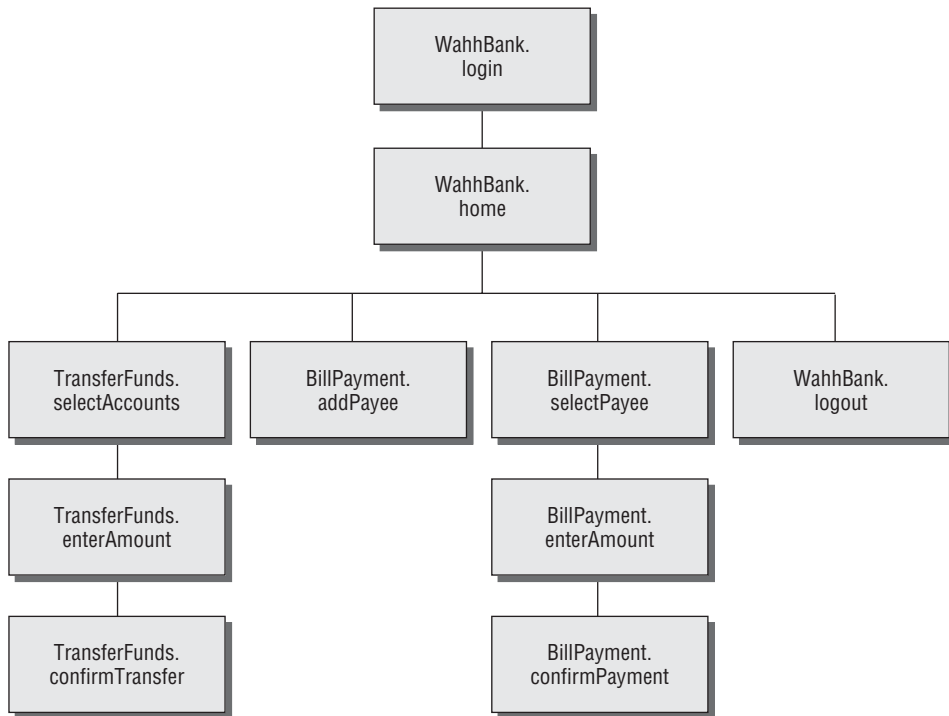 WahhBank.
login
WahhBank.
home
TransferFunds.
selectAccounts
BillPayment.
addPayee
BillPayment.
selectPayee
WahhBank.
logout
TransferFunds.
enterAmount
BillPayment.
enterAmount
TransferFunds.
confirmTransfer
BillPayment.
confirmPayment